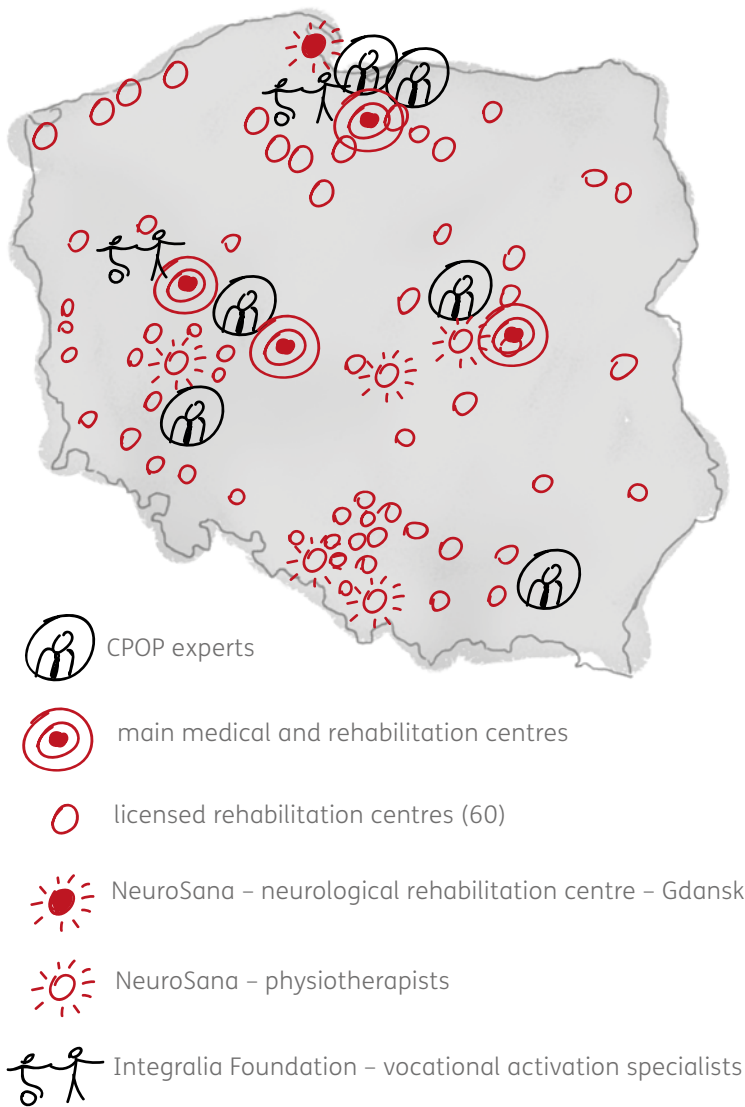 CPOP experts
main medical and rehabilitation centres
licensed rehabilitation centres (60)
NeuroSana – neurological rehabilitation centre – Gdansk
NeuroSana – physiotherapists
Integralia Foundation – vocational activation specialists